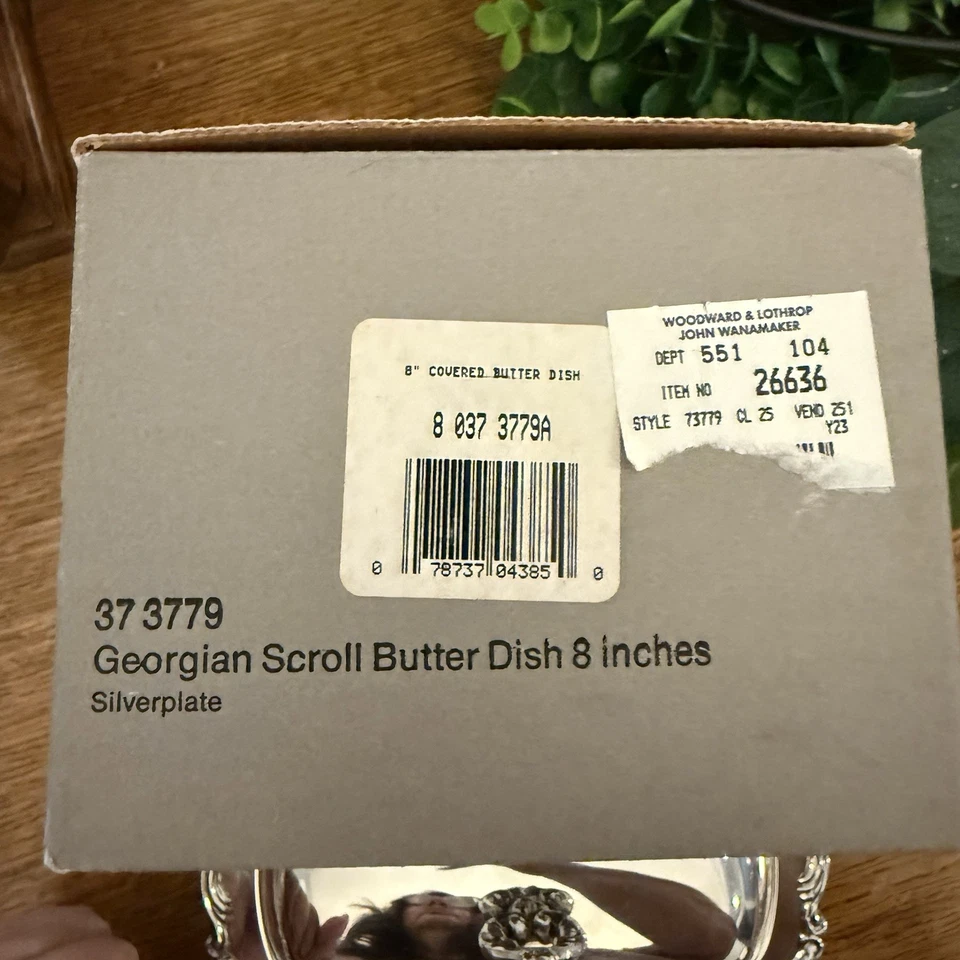 WOODWARD & LOTHROP
JOHN WANAMAKER
DEPT 551 104
ITEM NO 26636
STYLE 73779 CL 25 VEND 251
Y23
8" COVERED BUTTER DISH
8 037 3779A
0 78737 04385 0
37 3779
Georgian Scroll Butter Dish 8 inches
Silverplate